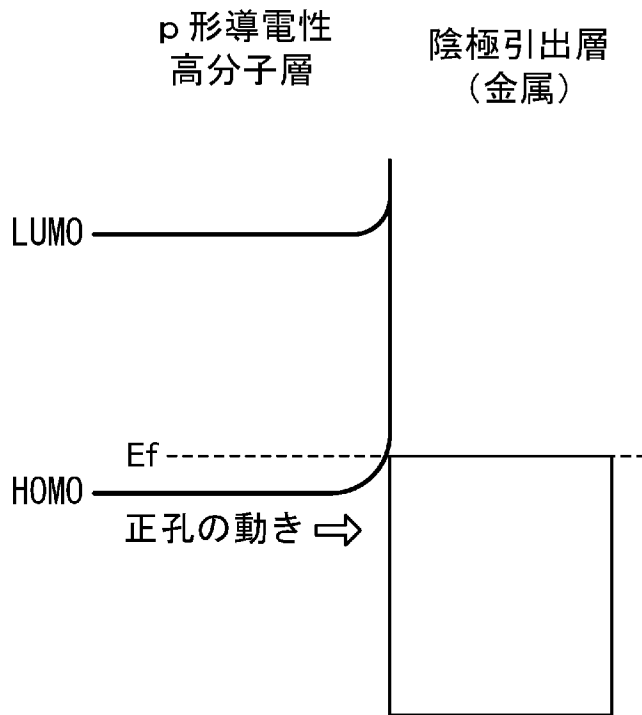 p形導電性
高分子層
陰極引出層
（金属）
LUMO
Ef
HOMO
正孔の動き